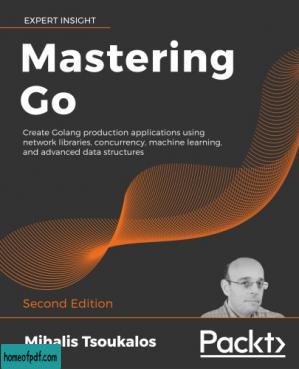 EXPERT INSIGHT
Mastering
Go
Create Golang production applications using
network libraries, concurrency, machine learning,
and advanced data structures
Second Edition
Mihalis Tsoukalos
Packt>
homeofpdf.com